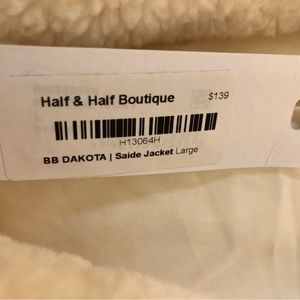 Half & Half Boutique $139
H13064H
BB DAKOTA | Saide Jacket Large